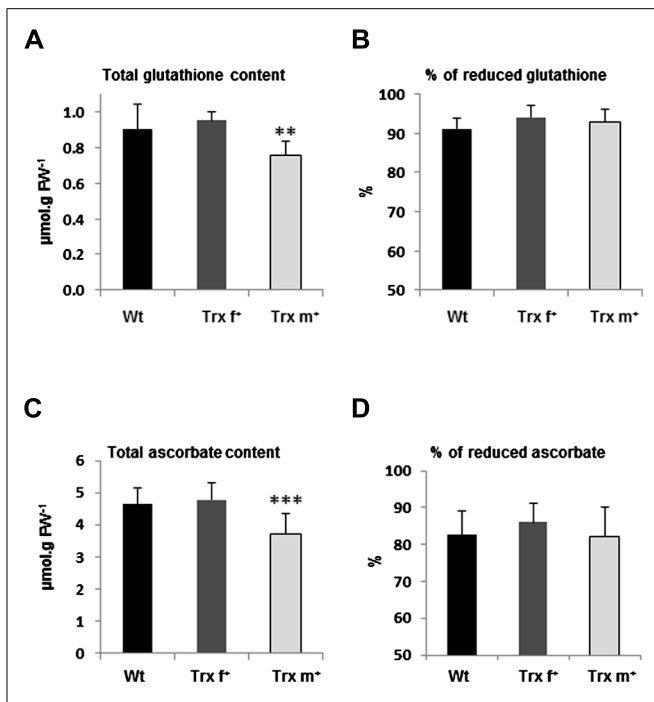 A
Total glutathione content
**
1.0
0.8
0.6
0.4
0.2
0.0
µmol.g FW⁻¹
Wt Trx f⁺ Trx m⁺
B
% of reduced glutathione
100
90
80
70
60
50
%
Wt Trx f⁺ Trx m⁺
C
Total ascorbate content
***
6
5
4
3
2
1
0
µmol.g FW⁻¹
Wt Trx f⁺ Trx m⁺
D
% of reduced ascorbate
100
90
80
70
60
50
%
Wt Trx f⁺ Trx m⁺